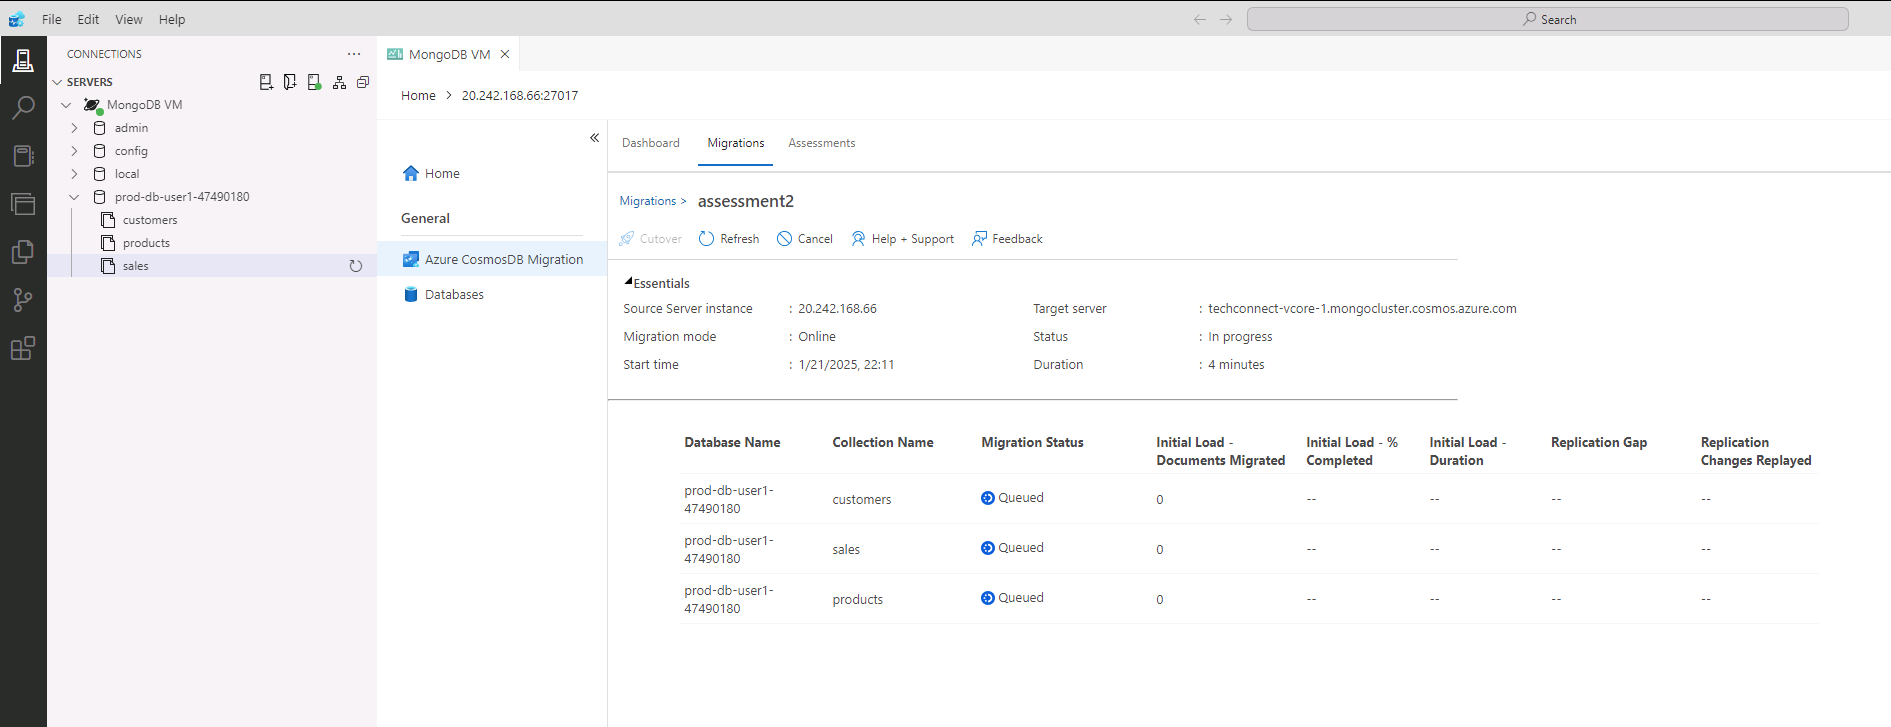 File Edit View Help
Search
CONNECTIONS
MongoDB VM
SERVERS
MongoDB VM
admin
config
local
prod-db-user1-47490180
customers
products
sales
Home > 20.242.168.66:27017
Home
General
Azure CosmosDB Migration
Databases
Dashboard Migrations Assessments
Migrations > assessment2
Cutover Refresh Cancel Help + Support Feedback
Essentials
Source Server instance : 20.242.168.66 Target server : techconnect-vcore-1.mongocluster.cosmos.azure.com
Migration mode : Online Status : In progress
Start time : 1/21/2025, 22:11 Duration : 4 minutes
Database Name Collection Name Migration Status Initial Load - Documents Migrated Initial Load - % Completed Initial Load - Duration Replication Gap Replication Changes Replayed
prod-db-user1-47490180 customers Queued 0 -- -- -- --
prod-db-user1-47490180 sales Queued 0 -- -- -- --
prod-db-user1-47490180 products Queued 0 -- -- -- --